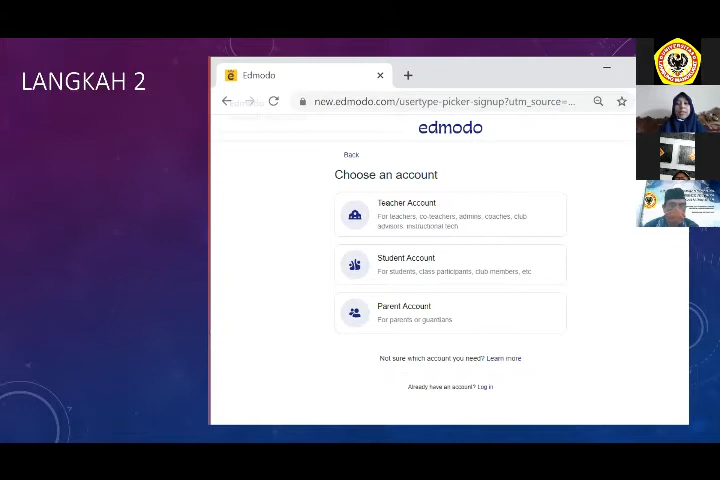 LANGKAH 2
Edmodo
new.edmodo.com/usertype-picker-signup?utm_source=...
edmodo
Back
Choose an account
Teacher Account
For teachers, co-teachers, admins, coaches, club
advisors, instructional tech
Student Account
For students, class participants, club members, etc
Parent Account
For parents or guardians
Not sure which account you need? Learn more
Already have an account? Log in